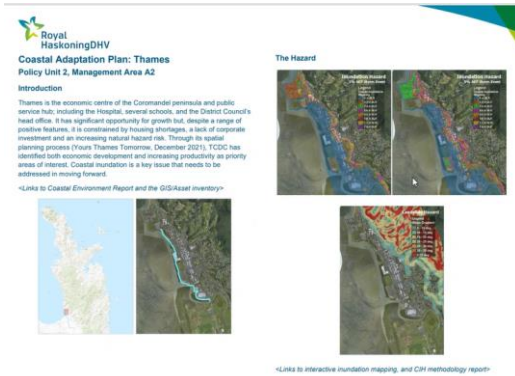 Royal
HaskoningDHV
Coastal Adaptation Plan: Thames
Policy Unit 2, Management Area A2
Introduction
Thames is the economic centre of the Coromandel peninsula and public
service hub, including the Hospital, several schools, and the District Council's
head office. It has significant opportunity for growth but, despite a range of
positive features, it is constrained by housing shortages, a lack of corporate
investment and an increasing natural hazard risk. Through its spatial
planning process (Yours Thames Tomorrow, December 2021), TCDC has
identified both economic development and increasing productivity as priority
areas of interest. Coastal inundation is a key issue that needs to be
addressed in moving forward.
<Links to Coastal Environment Report and the GIS/Asset inventory>
The Hazard
Inundation Hazard
Inundation Hazard
<Links to interactive inundation mapping, and CIH methodology report>